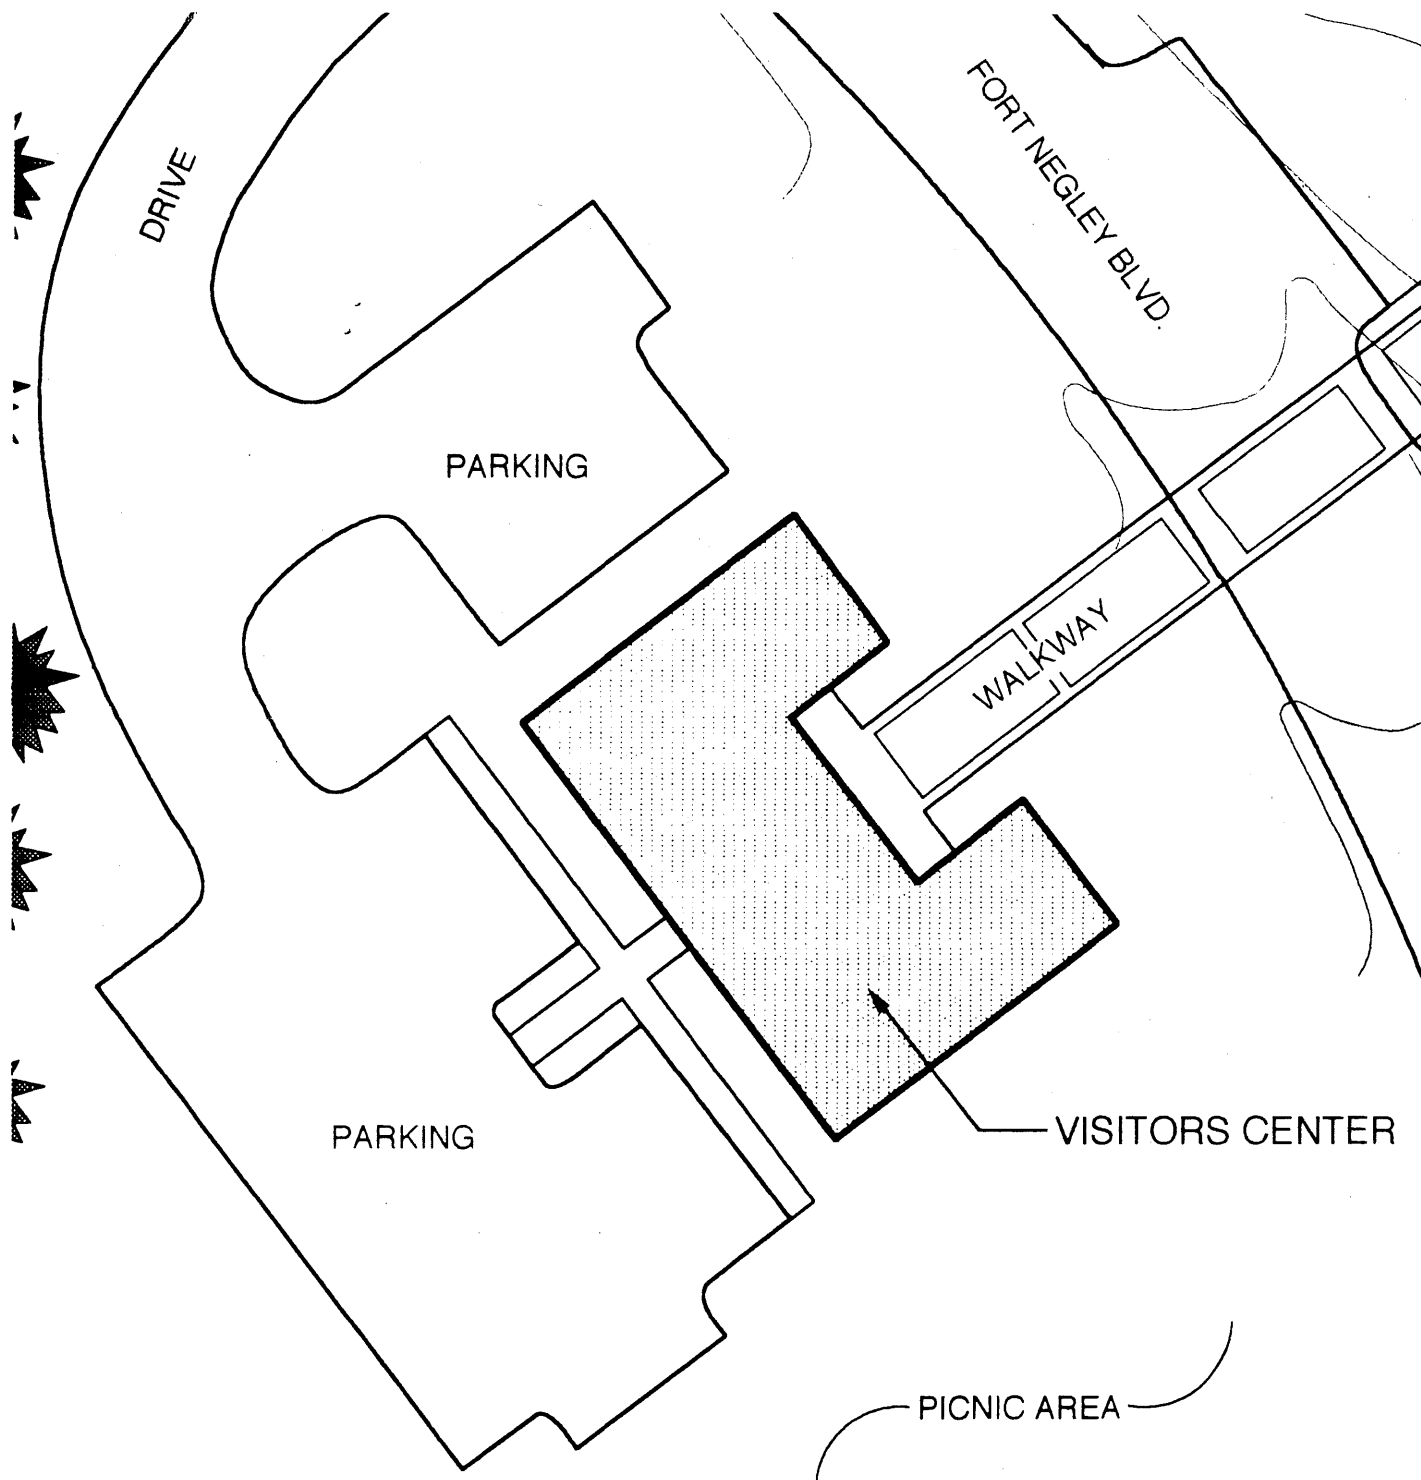 FORT NEGLEY BLVD.
DRIVE
PARKING
WALKWAY
VISITORS CENTER
PARKING
PICNIC AREA